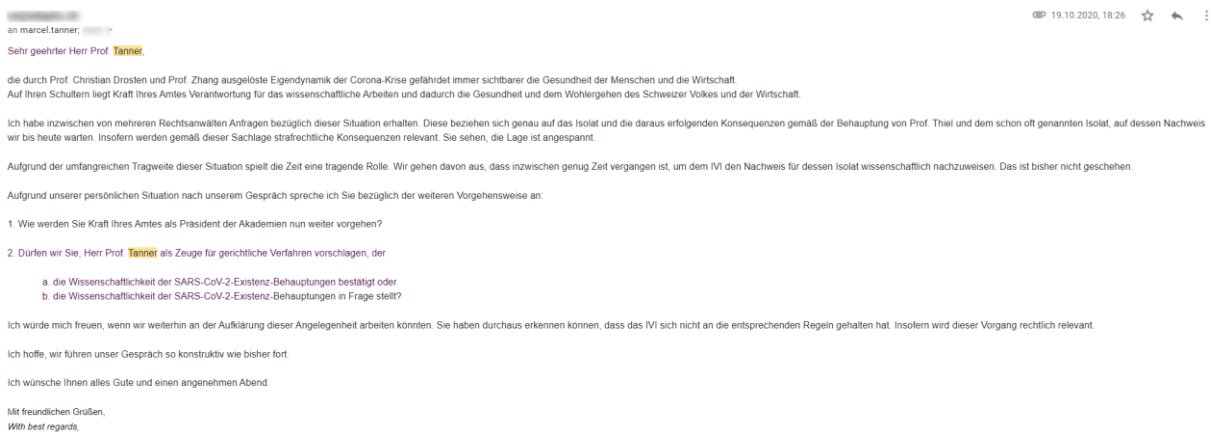 19.10.2020, 18:26
an marcel.tanner;
Sehr geehrter Herr Prof. Tanner,
die durch Prof. Christian Drosten und Prof. Zhang ausgelöste Eigendynamik der Corona-Krise gefährdet immer sichtbarer die Gesundheit der Menschen und die Wirtschaft.
Auf Ihren Schultern liegt Kraft Ihres Amtes Verantwortung für das wissenschaftliche Arbeiten und dadurch die Gesundheit und dem Wohlergehen des Schweizer Volkes und der Wirtschaft.
Ich habe inzwischen von mehreren Rechtsanwälten Anfragen bezüglich dieser Situation erhalten. Diese beziehen sich genau auf das Isolat und die daraus erfolgenden Konsequenzen gemäß der Behauptung von Prof. Thiel und dem schon oft genannten Isolat, auf dessen Nachweis
wir bis heute warten. Insofern werden gemäß dieser Sachlage strafrechtliche Konsequenzen relevant. Sie sehen, die Lage ist angespannt.
Aufgrund der umfangreichen Tragweite dieser Situation spielt die Zeit eine tragende Rolle. Wir gehen davon aus, dass inzwischen genug Zeit vergangen ist, um dem IVI den Nachweis für dessen Isolat wissenschaftlich nachzuweisen. Das ist bisher nicht geschehen.
Aufgrund unserer persönlichen Situation nach unserem Gespräch spreche ich Sie bezüglich der weiteren Vorgehensweise an:
1. Wie werden Sie Kraft Ihres Amtes als Präsident der Akademien nun weiter vorgehen?
2. Dürfen wir Sie, Herr Prof. Tanner als Zeuge für gerichtliche Verfahren vorschlagen, der
a. die Wissenschaftlichkeit der SARS-CoV-2-Existenz-Behauptungen bestätigt oder
b. die Wissenschaftlichkeit der SARS-CoV-2-Existenz-Behauptungen in Frage stellt?
Ich würde mich freuen, wenn wir weiterhin an der Aufklärung dieser Angelegenheit arbeiten könnten. Sie haben durchaus erkennen können, dass das IVI sich nicht an die entsprechenden Regeln gehalten hat. Insofern wird dieser Vorgang rechtlich relevant.
Ich hoffe, wir führen unser Gespräch so konstruktiv wie bisher fort.
Ich wünsche Ihnen alles Gute und einen angenehmen Abend.
Mit freundlichen Grüßen,
With best regards,